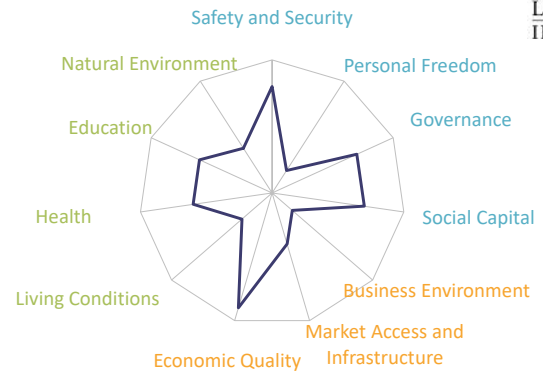 Safety and Security
Natural Environment
Personal Freedom
Education
Governance
Health
Social Capital
Living Conditions
Business Environment
Market Access and
Infrastructure
Economic Quality